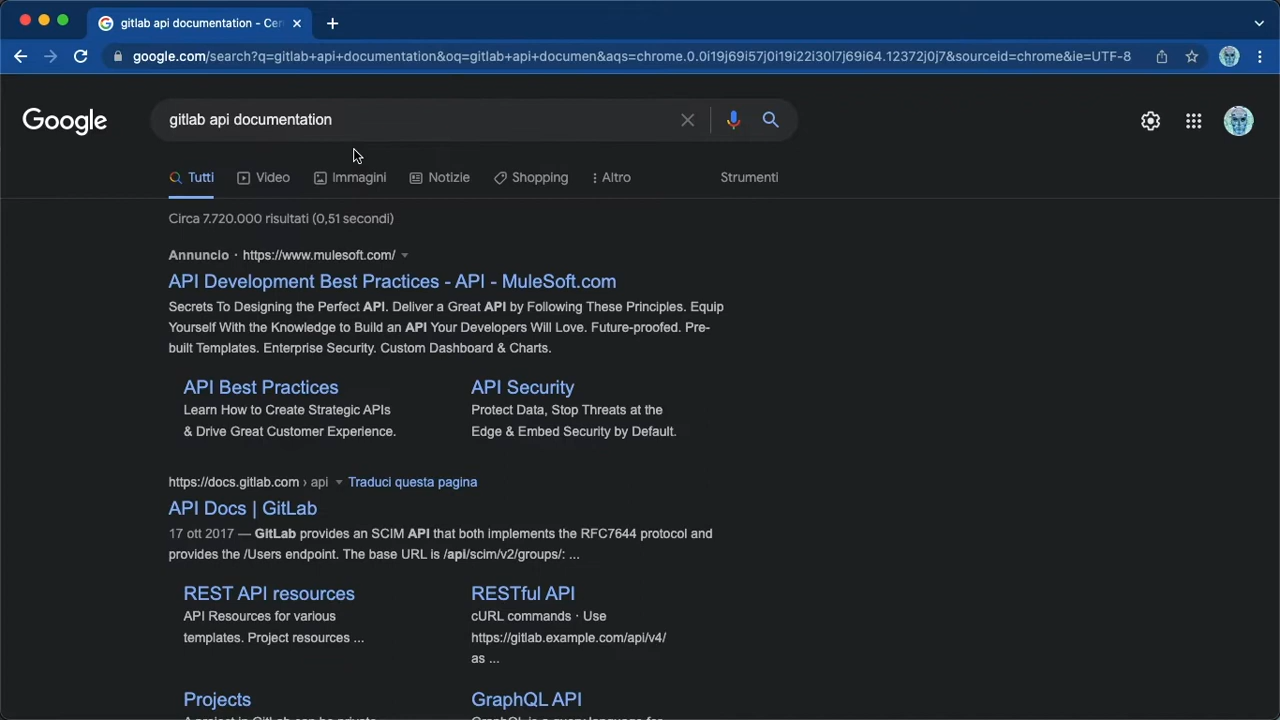 gitlab api documentation - Cer
google.com/search?q=gitlab+api+documentation&oq=gitlab+api+documen&aqs=chrome.0.0i19j69i57j0i19i22i30l7j69i64.12372j0j7&sourceid=chrome&ie=UTF-8
Google
gitlab api documentation
Tutti Video Immagini Notizie Shopping Altro Strumenti
Circa 7.720.000 risultati (0,51 secondi)
Annuncio · https://www.mulesoft.com/
API Development Best Practices - API - MuleSoft.com
Secrets To Designing the Perfect API. Deliver a Great API by Following These Principles. Equip
Yourself With the Knowledge to Build an API Your Developers Will Love. Future-proofed. Pre-
built Templates. Enterprise Security. Custom Dashboard & Charts.
API Best Practices
Learn How to Create Strategic APIs
& Drive Great Customer Experience.
API Security
Protect Data, Stop Threats at the
Edge & Embed Security by Default.
https://docs.gitlab.com › api Traduci questa pagina
API Docs | GitLab
17 ott 2017 — GitLab provides an SCIM API that both implements the RFC7644 protocol and
provides the /Users endpoint. The base URL is /api/scim/v2/groups/: ...
REST API resources
API Resources for various
templates. Project resources ...
RESTful API
cURL commands · Use
https://gitlab.example.com/api/v4/
as ...
Projects
GraphQL API